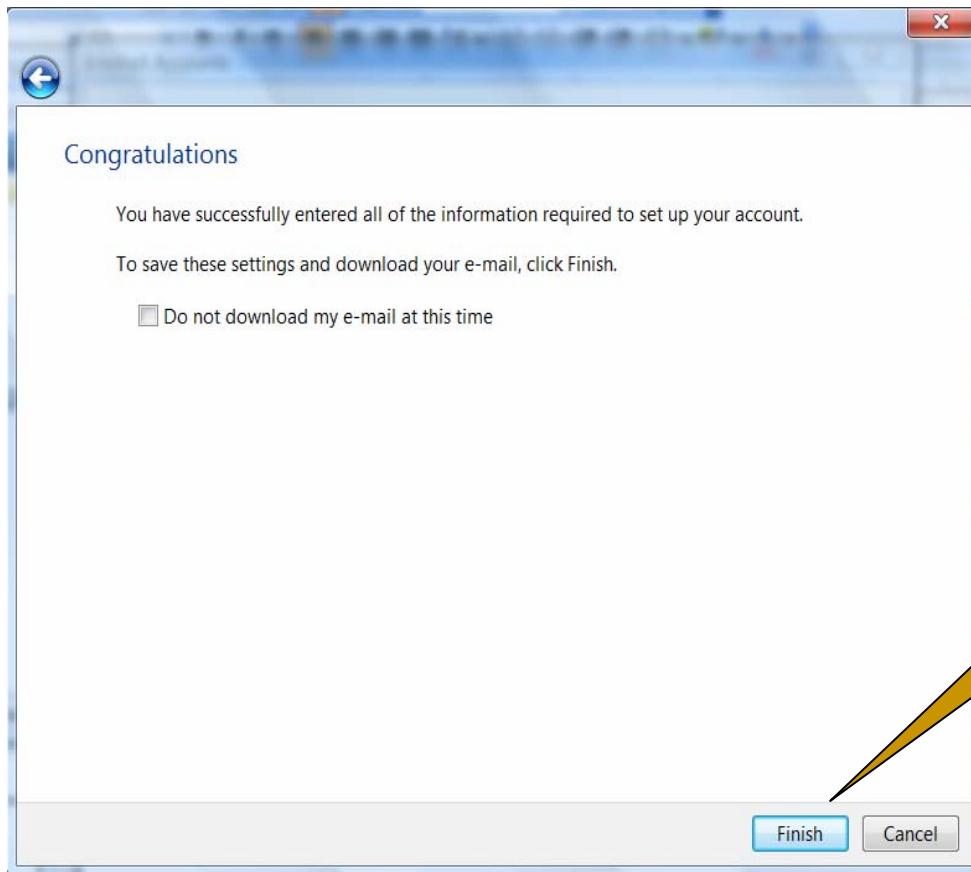 Congratulations
You have successfully entered all of the information required to set up your account.
To save these settings and download your e-mail, click Finish.
Do not download my e-mail at this time
Finish
Cancel